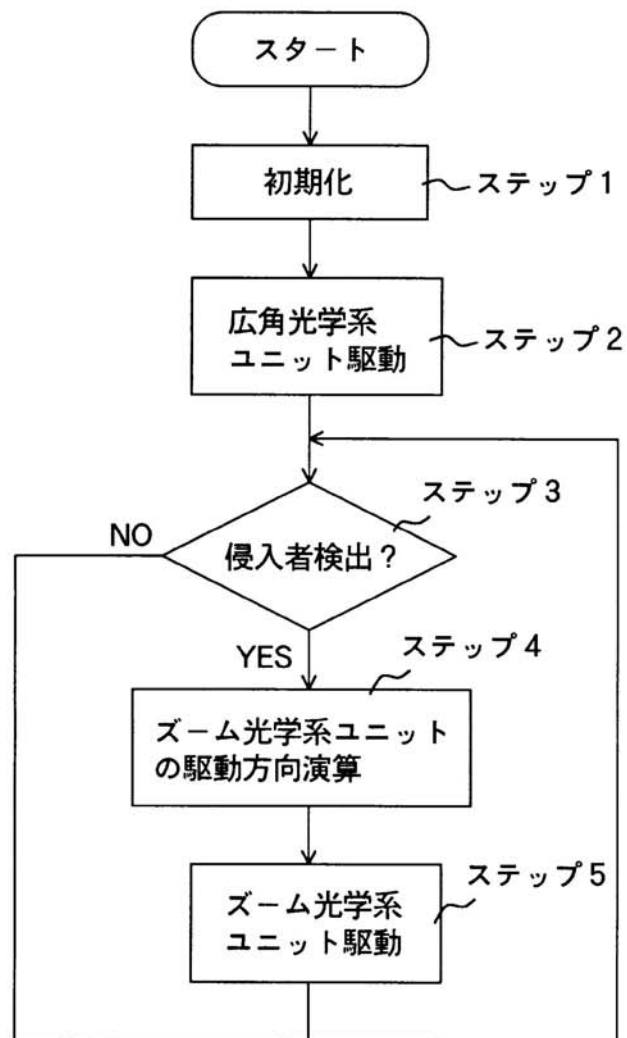 スタート
初期化
ステップ1
広角光学系
ユニット駆動
ステップ2
ステップ3
NO
侵入者検出?
YES
ステップ4
ズーム光学系ユニット
の駆動方向演算
ステップ5
ズーム光学系
ユニット駆動